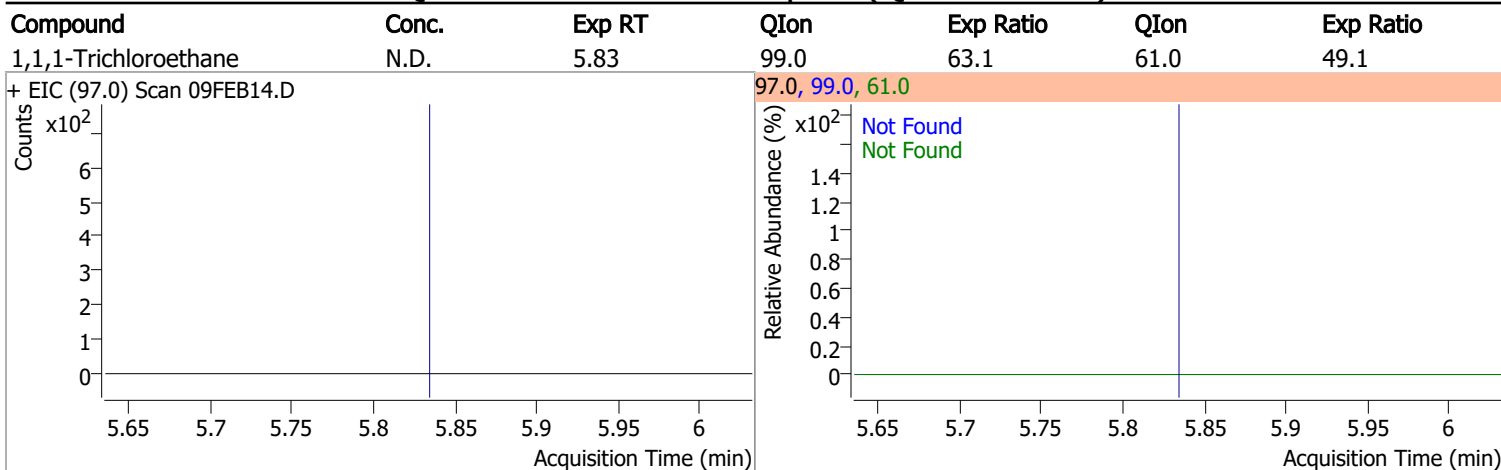 Compound Conc. Exp RT QIon Exp Ratio QIon Exp Ratio
1,1,1-Trichloroethane N.D. 5.83 99.0 63.1 61.0 49.1
+ EIC (97.0) Scan 09FEB14.D
Counts
x10²
6
5
4
3
2
1
0
5.65 5.7 5.75 5.8 5.85 5.9 5.95 6
Acquisition Time (min)
97.0, 99.0, 61.0
Relative Abundance (%)
x10²
Not Found
Not Found
1.4
1.2
1
0.8
0.6
0.4
0.2
0
5.65 5.7 5.75 5.8 5.85 5.9 5.95 6
Acquisition Time (min)